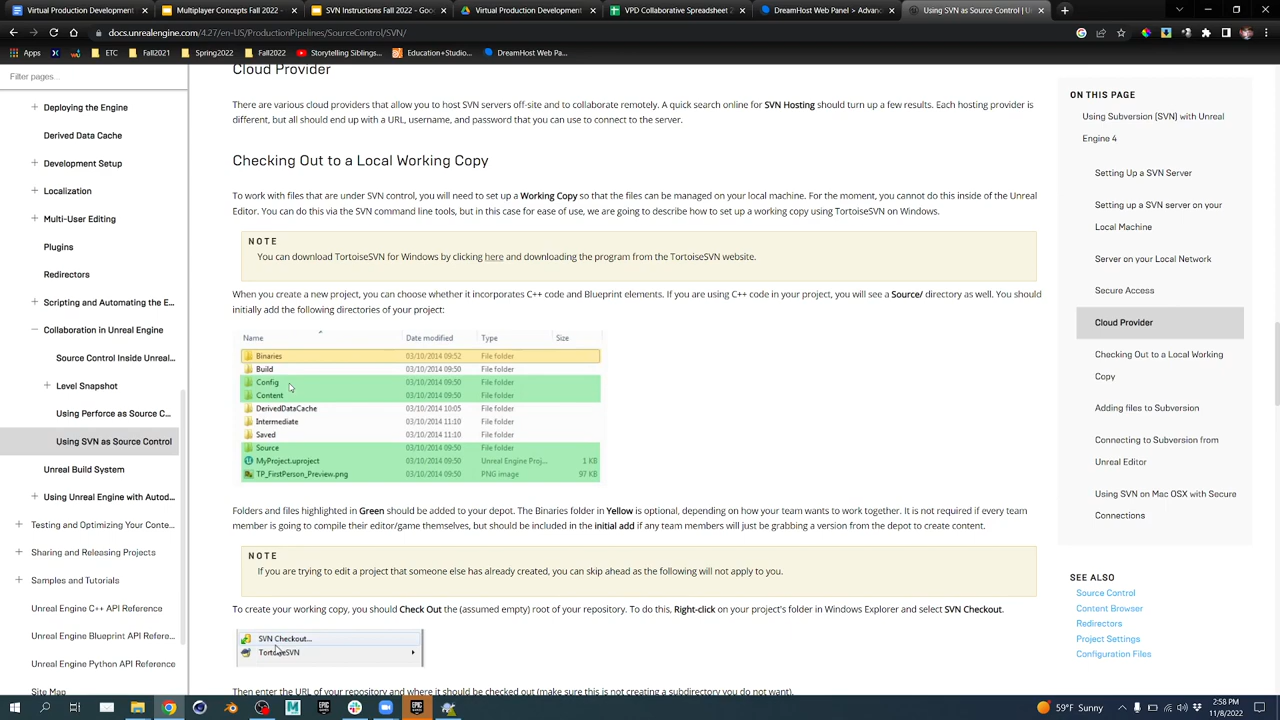 Virtual Production Development
Multiplayer Concepts Fall 2022 -
SVN Instructions Fall 2022 - Goo
Virtual Production Development
VPD Collaborative Spreadsheet
DreamHost Web Panel > Advanc
Using SVN as Source Control | U
docs.unrealengine.com/4.27/en-US/ProductionPipelines/SourceControl/SVN/
Apps
ETC
Fall2021
Spring2022
Fall2022
Storytelling Siblings...
Education+Studio...
DreamHost Web Pa...
Filter pages...
Deploying the Engine
Derived Data Cache
Development Setup
Localization
Multi-User Editing
Plugins
Redirectors
Scripting and Automating the E...
Collaboration in Unreal Engine
Source Control Inside Unreal...
Level Snapshot
Using Perforce as Source C...
Using SVN as Source Control
Unreal Build System
Using Unreal Engine with Autod...
Testing and Optimizing Your Conte...
Sharing and Releasing Projects
Samples and Tutorials
Unreal Engine C++ API Reference
Unreal Engine Blueprint API Refere...
Unreal Engine Python API Reference
Site Map
Cloud Provider
There are various cloud providers that allow you to host SVN servers off-site and to collaborate remotely. A quick search online for SVN Hosting should turn up a few results. Each hosting provider is
different, but all should end up with a URL, username, and password that you can use to connect to the server.
Checking Out to a Local Working Copy
To work with files that are under SVN control, you will need to set up a Working Copy so that the files can be managed on your local machine. For the moment, you cannot do this inside of the Unreal
Editor. You can do this via the SVN command line tools, but in this case for ease of use, we are going to describe how to set up a working copy using TortoiseSVN on Windows.
NOTE
You can download TortoiseSVN for Windows by clicking here and downloading the program from the TortoiseSVN website.
When you create a new project, you can choose whether it incorporates C++ code and Blueprint elements. If you are using C++ code in your project, you will see a Source/ directory as well. You should
initially add the following directories of your project:
Name Date modified Type Size
Binaries 03/10/2014 09:52 File folder
Build 03/10/2014 09:50 File folder
Config 03/10/2014 09:50 File folder
Content 03/10/2014 09:50 File folder
DerivedDataCache 03/10/2014 10:05 File folder
Intermediate 03/10/2014 11:10 File folder
Saved 03/10/2014 11:10 File folder
Source 03/10/2014 09:50 File folder
MyProject.uproject 03/10/2014 09:50 Unreal Engine Proj... 1 KB
TP_FirstPerson_Preview.png 03/10/2014 09:50 PNG image 97 KB
Folders and files highlighted in Green should be added to your depot. The Binaries folder in Yellow is optional, depending on how your team wants to work together. It is not required if every team
member is going to compile their editor/game themselves, but should be included in the initial add if any team members will just be grabbing a version from the depot to create content.
NOTE
If you are trying to edit a project that someone else has already created, you can skip ahead as the following will not apply to you.
To create your working copy, you should Check Out the (assumed empty) root of your repository. To do this, Right-click on your project's folder in Windows Explorer and select SVN Checkout.
SVN Checkout...
TortoiseSVN
Then enter the URL of your repository and where it should be checked out (make sure this is not creating a subdirectory you do not want).
ON THIS PAGE
Using Subversion (SVN) with Unreal
Engine 4
Setting Up a SVN Server
Setting up a SVN server on your
Local Machine
Server on your Local Network
Secure Access
Cloud Provider
Checking Out to a Local Working
Copy
Adding files to Subversion
Connecting to Subversion from
Unreal Editor
Using SVN on Mac OSX with Secure
Connections
SEE ALSO
Source Control
Content Browser
Redirectors
Project Settings
Configuration Files
59°F Sunny
2:58 PM
11/8/2022